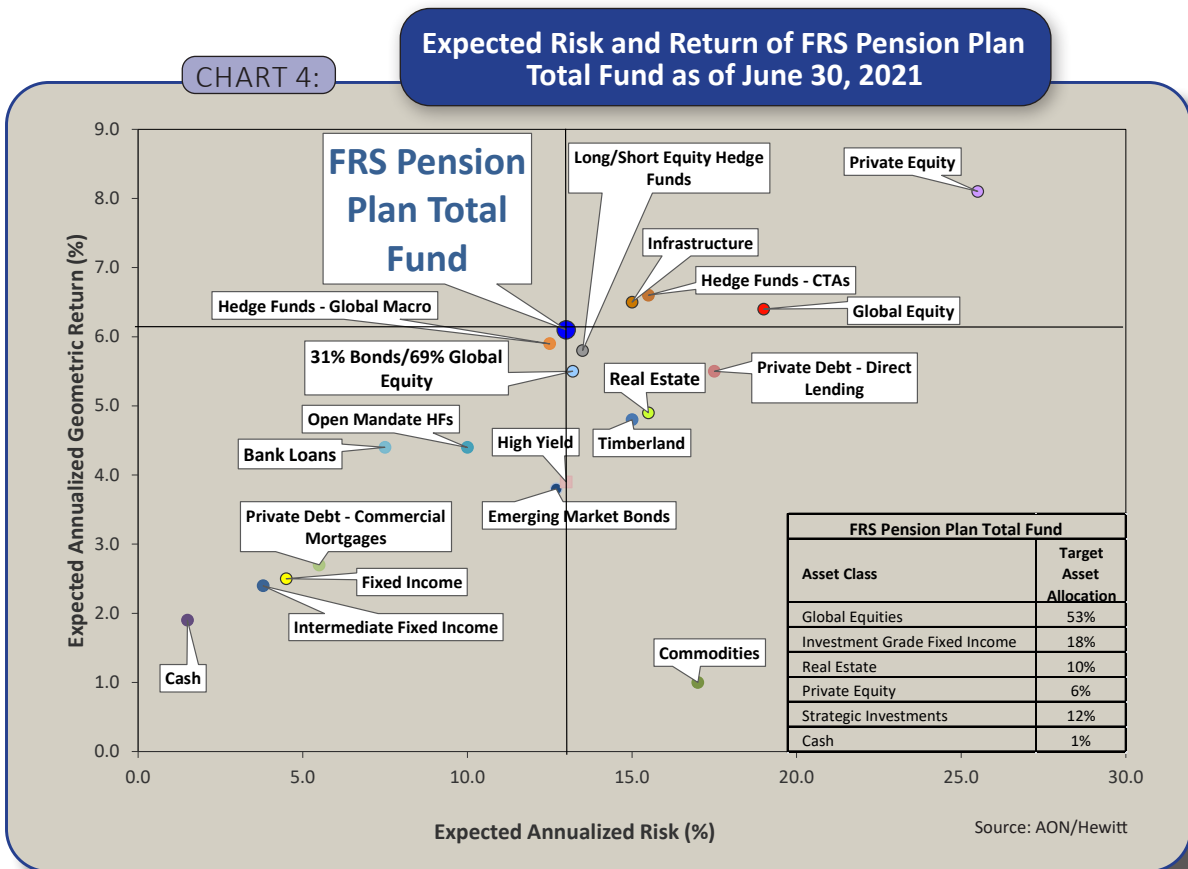 CHART 4:
Expected Risk and Return of FRS Pension Plan
Total Fund as of June 30, 2021
Expected Annualized Geometric Return (%)
9.0
8.0
7.0
6.0
5.0
4.0
3.0
2.0
1.0
0.0
FRS Pension
Plan Total
Fund
Long/Short Equity Hedge
Funds
Private Equity
Infrastructure
Hedge Funds - CTAs
Hedge Funds - Global Macro
Global Equity
31% Bonds/69% Global
Equity
Real Estate
Private Debt - Direct
Lending
Open Mandate HFs
High Yield
Timberland
Bank Loans
Emerging Market Bonds
Private Debt - Commercial
Mortgages
Fixed Income
Intermediate Fixed Income
Cash
Commodities
FRS Pension Plan Total Fund
Asset Class
Target
Asset
Allocation
Global Equities 53%
Investment Grade Fixed Income 18%
Real Estate 10%
Private Equity 6%
Strategic Investments 12%
Cash 1%
0.0 5.0 10.0 15.0 20.0 25.0 30.0
Expected Annualized Risk (%)
Source: AON/Hewitt